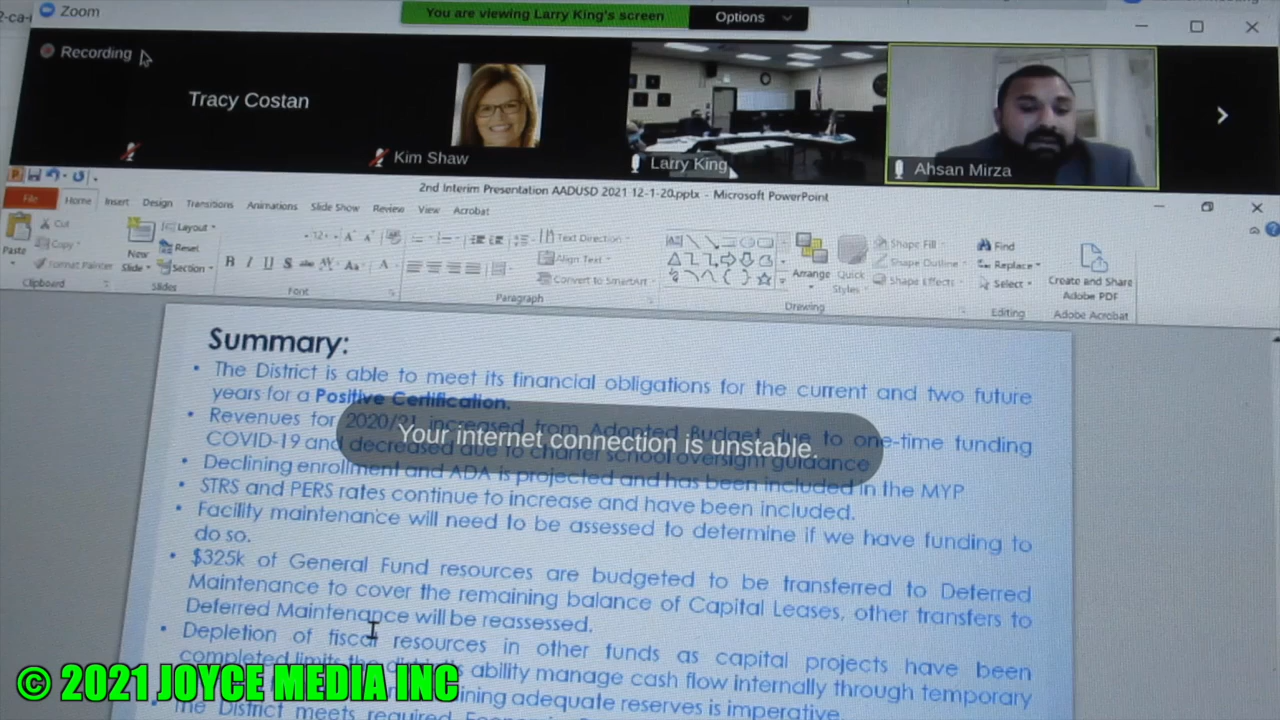 Zoom
You are viewing Larry King's screen
Options
Recording
Tracy Costan
Kim Shaw
Larry King
Ahsan Mirza
2nd Interim Presentation AADUSD 2021 12-1-20.pptx - Microsoft PowerPoint
File Home Insert Design Transitions Animations Slide Show Review View Acrobat
Cut
Copy
Format Painter
Paste
Clipboard
New
Slide
Layout
Reset
Section
Slides
Font
Text Direction
Align Text
Convert to SmartArt
Paragraph
Arrange
Quick
Styles
Shape Fill
Shape Outline
Shape Effects
Drawing
Find
Replace
Select
Editing
Create and Share
Adobe PDF
Adobe Acrobat
Summary:
• The District is able to meet its financial obligations for the current and two future
years for a Positive Certification.
• Revenues for 2020/21 increased from Adopted Budget due to one-time funding
COVID-19 and decreased due to charter school oversight guidance
Your internet connection is unstable.
• Declining enrollment and ADA is projected and has been included in the MYP
• STRS and PERS rates continue to increase and have been included.
• Facility maintenance will need to be assessed to determine if we have funding to
do so.
• $325k of General Fund resources are budgeted to be transferred to Deferred
Maintenance to cover the remaining balance of Capital Leases, other transfers to
Deferred Maintenance will be reassessed.
• Depletion of fiscal resources in other funds as capital projects have been
completed limits the district's ability manage cash flow internally through temporary
adequate reserves is imperative.
• The District meets required
© 2021 JOYCE MEDIA INC